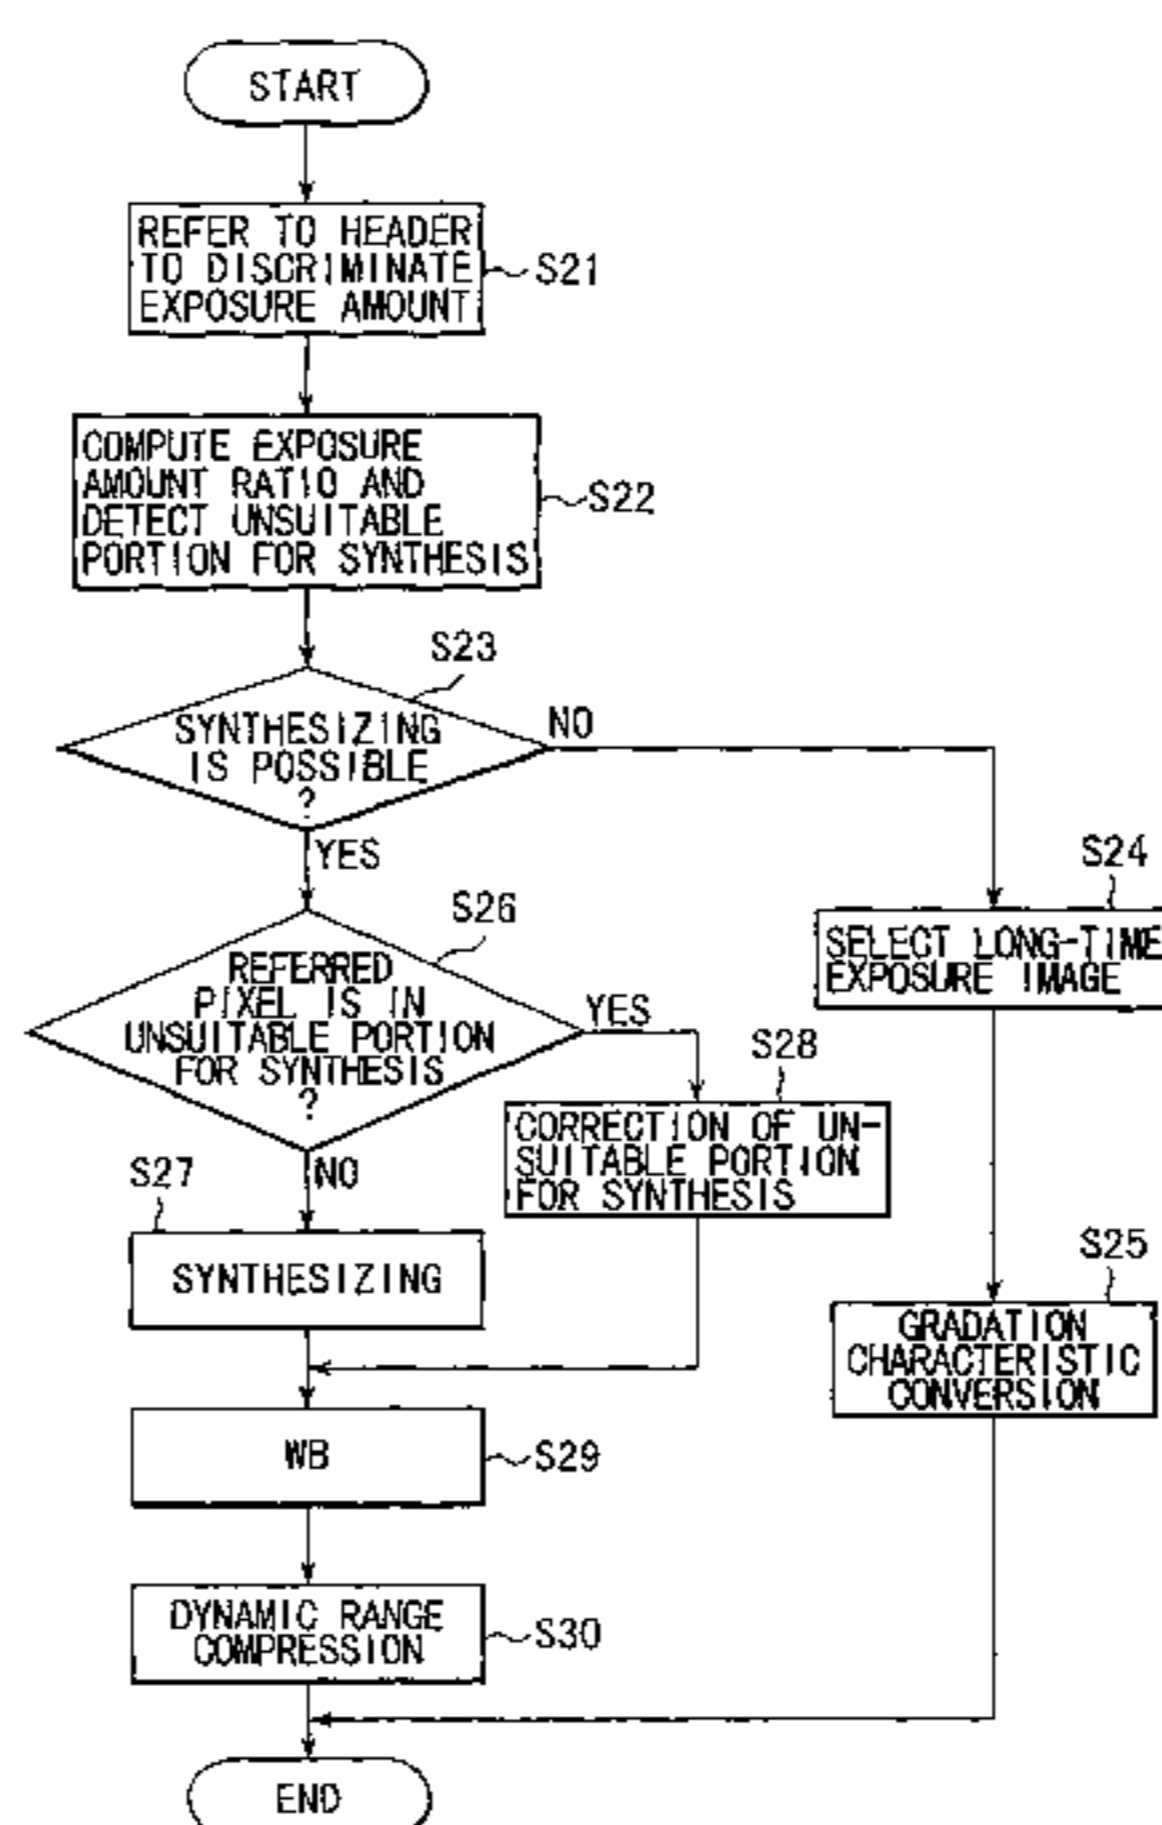 START
REFER TO HEADER
TO DISCRIMINATE
EXPOSURE AMOUNT
S21
COMPUTE EXPOSURE
AMOUNT RATIO AND
DETECT UNSUITABLE
PORTION FOR SYNTHESIS
S22
S23
SYNTHESIZING
IS POSSIBLE
?
NO
YES
S24
SELECT LONG-TIME
EXPOSURE IMAGE
S26
REFERRED
PIXEL IS IN
UNSUITABLE PORTION
FOR SYNTHESIS
?
YES
NO
S28
CORRECTION OF UN-
SUITABLE PORTION
FOR SYNTHESIS
S27
SYNTHESIZING
S25
GRADATION
CHARACTERISTIC
CONVERSION
WB
S29
DYNAMIC RANGE
COMPRESSION
S30
END